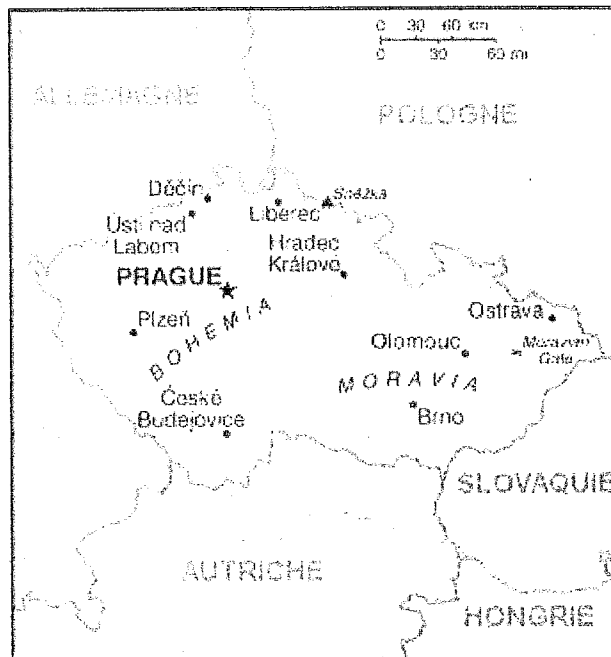 0 30 60 km
0 30 60 mi
ALLEMAGNE
POLOGNE
Děčín
Ústí nad
Labem
Liberec
Sněžka
Hradec
Králové
PRAGUE
Plzeň
BOHEMIA
Ostrava
Olomouc
Moravian
Gate
MORAVIA
České
Budejovice
Brno
SLOVAQUIE
AUTRICHE
HONGRIE